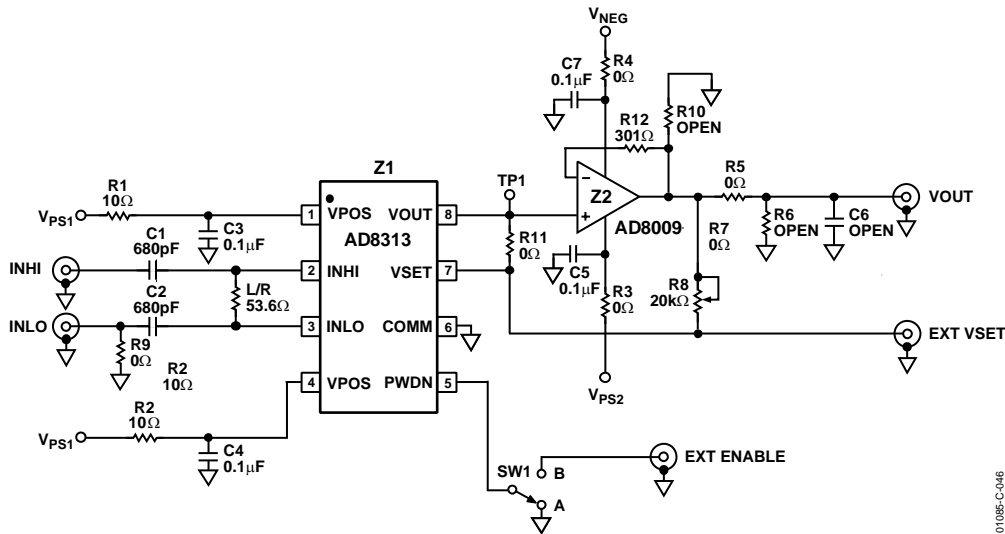 V_NEG
C7
0.1µF
R4
0Ω
R12
301Ω
R10
OPEN
Z1
R1
10Ω
V_PS1
C3
0.1µF
1
VPOS
VOUT
8
AD8313
TP1
−
+
Z2
AD8009
R5
0Ω
VOUT
R6
OPEN
C6
OPEN
C1
680pF
INHI
2
INHI
VSET
7
R11
0Ω
C5
0.1µF
R7
0Ω
L/R
53.6Ω
C2
680pF
INLO
3
INLO
COMM
6
R3
0Ω
R8
20kΩ
EXT VSET
R9
0Ω
R2
10Ω
4
VPOS
PWDN
5
V_PS2
R2
10Ω
V_PS1
C4
0.1µF
SW1
B
A
EXT ENABLE
01085-C-046